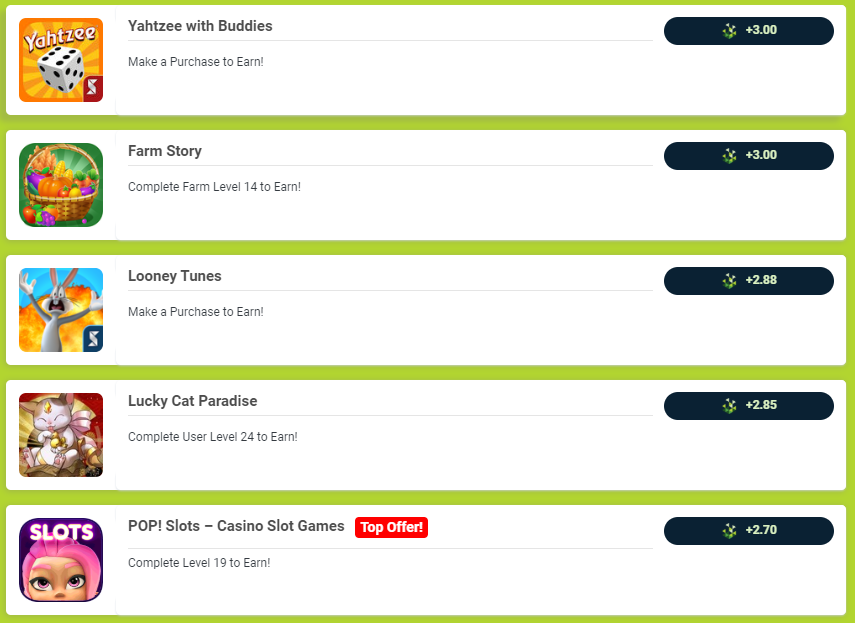 Yahtzee
Yahtzee with Buddies
+3.00
Make a Purchase to Earn!
Farm Story
+3.00
Complete Farm Level 14 to Earn!
Looney Tunes
+2.88
Make a Purchase to Earn!
Lucky Cat Paradise
+2.85
Complete User Level 24 to Earn!
SLOTS
POP! Slots – Casino Slot Games Top Offer!
+2.70
Complete Level 19 to Earn!